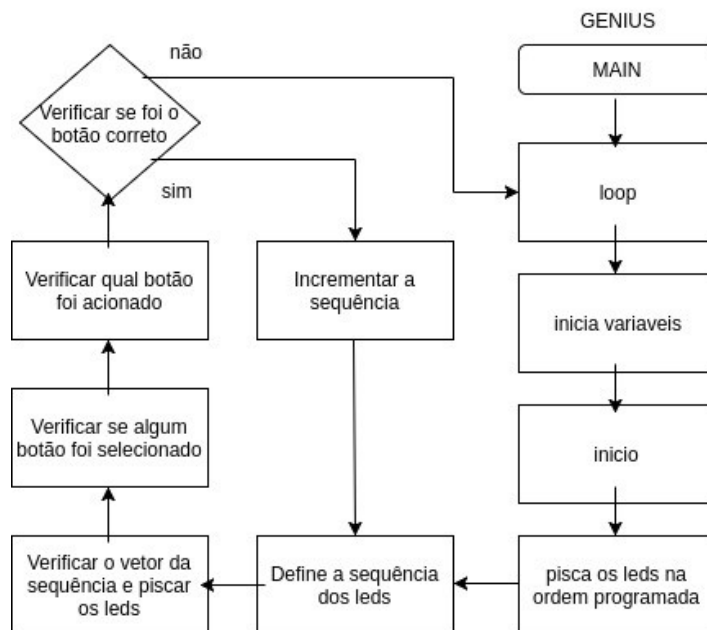 GENIUS
MAIN
loop
inicia variaveis
inicio
pisca os leds na
ordem programada
Define a sequência
dos leds
Verificar o vetor da
sequência e piscar
os leds
Verificar se algum
botão foi selecionado
Verificar qual botão
foi acionado
Verificar se foi o
botão correto
não
sim
Incrementar a
sequência